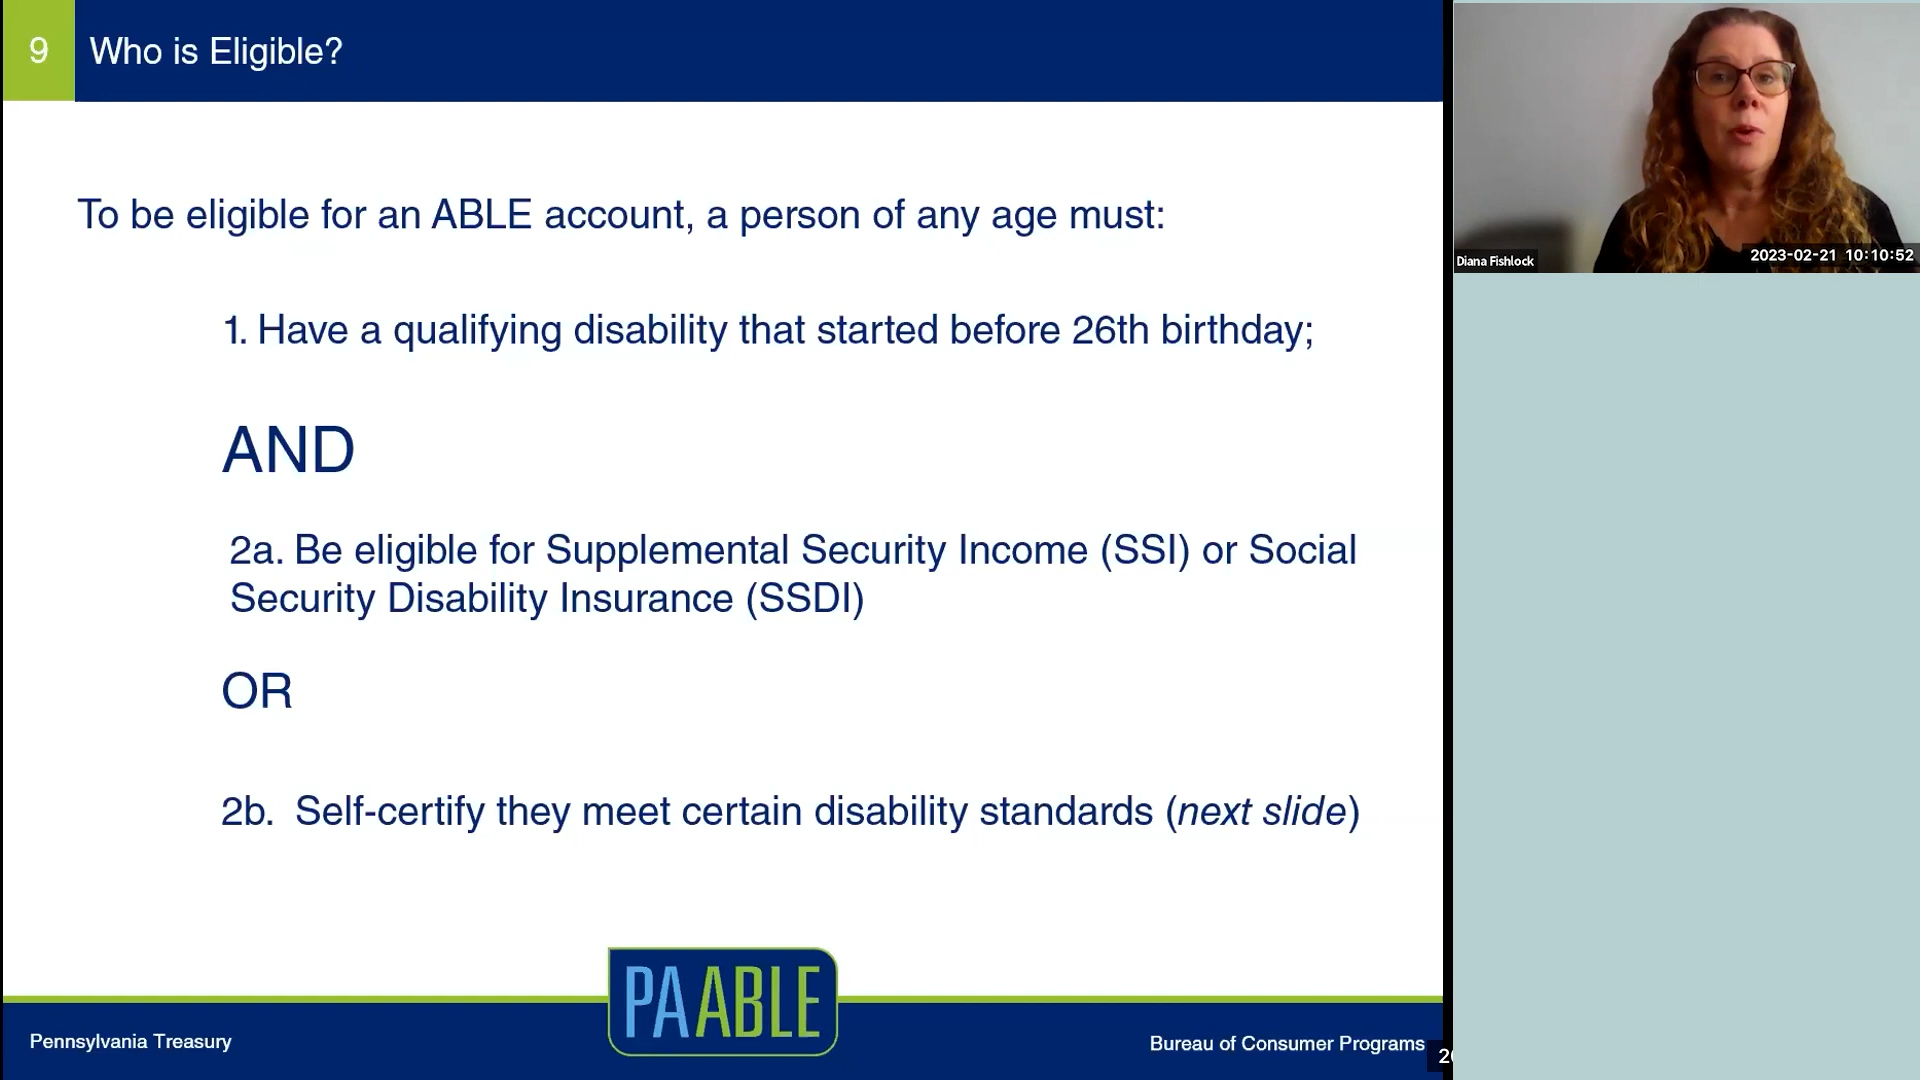 9
Who is Eligible?
To be eligible for an ABLE account, a person of any age must:
1. Have a qualifying disability that started before 26th birthday;
AND
2a. Be eligible for Supplemental Security Income (SSI) or Social
Security Disability Insurance (SSDI)
OR
2b. Self-certify they meet certain disability standards (next slide)
PA ABLE
Pennsylvania Treasury
Bureau of Consumer Programs
Diana Fishlock
2023-02-21 10:10:52